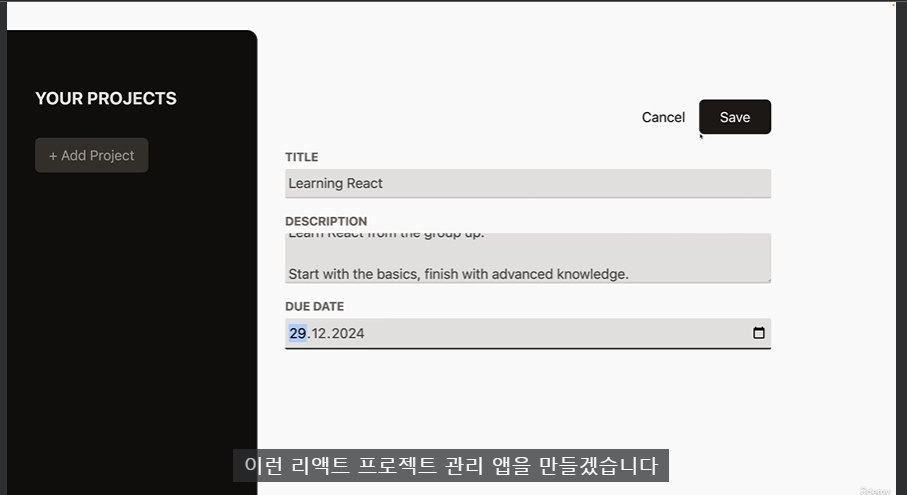 YOUR PROJECTS
+ Add Project
Cancel
Save
TITLE
Learning React
DESCRIPTION
Learn React from the group up.
Start with the basics, finish with advanced knowledge.
DUE DATE
29.12.2024
이런 리액트 프로젝트 관리 앱을 만들겠습니다
Udemy